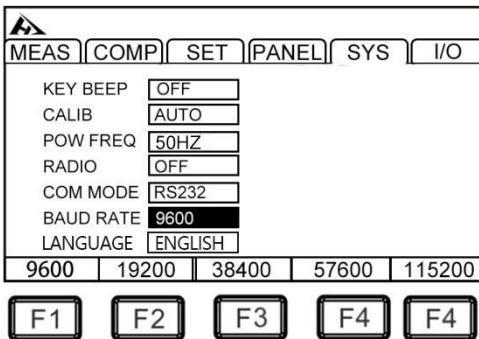 MEAS COMP SET PANEL SYS I/O
KEY BEEP OFF
CALIB AUTO
POW FREQ 50HZ
RADIO OFF
COM MODE RS232
BAUD RATE 9600
LANGUAGE ENGLISH
9600 19200 38400 57600 115200
F1 F2 F3 F4 F4